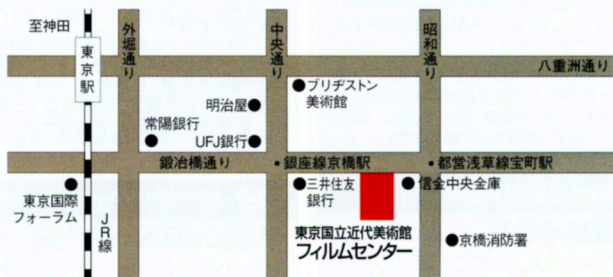 至神田
東京駅
外堀通り
中央通り
昭和通り
八重洲通り
ブリヂストン
美術館
明治屋
常陽銀行
UFJ銀行
鍛冶橋通り
銀座線京橋駅
都営浅草線宝町駅
東京国際
フォーラム
JR線
三井住友
銀行
信金中央金庫
東京国立近代美術館
フィルムセンター
京橋消防署